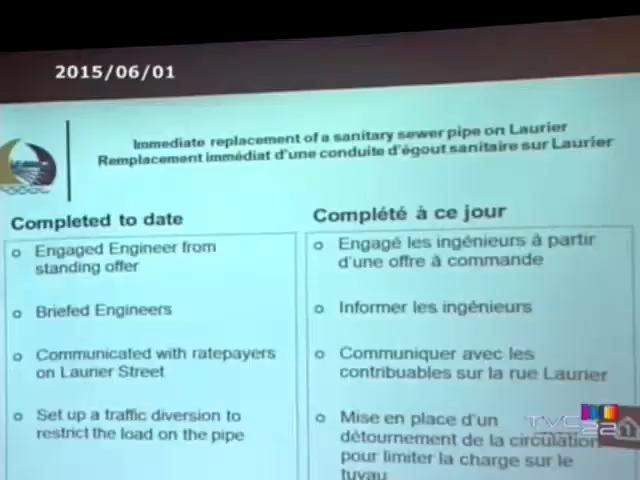 2015/06/01
Immediate replacement of a sanitary sewer pipe on Laurier
Remplacement immédiat d'une conduite d'égout sanitaire sur Laurier
Completed to date
o Engaged Engineer from
standing offer
o Briefed Engineers
o Communicated with ratepayers
on Laurier Street
o Set up a traffic diversion to
restrict the load on the pipe
Complété à ce jour
o Engagé les ingénieurs à partir
d'une offre à commande
o Informer les ingénieurs
o Communiquer avec les
contribuables sur la rue Laurier
o Mise en place d'un
détournement de la circulation
pour limiter la charge sur le
tuyau
TVC
22